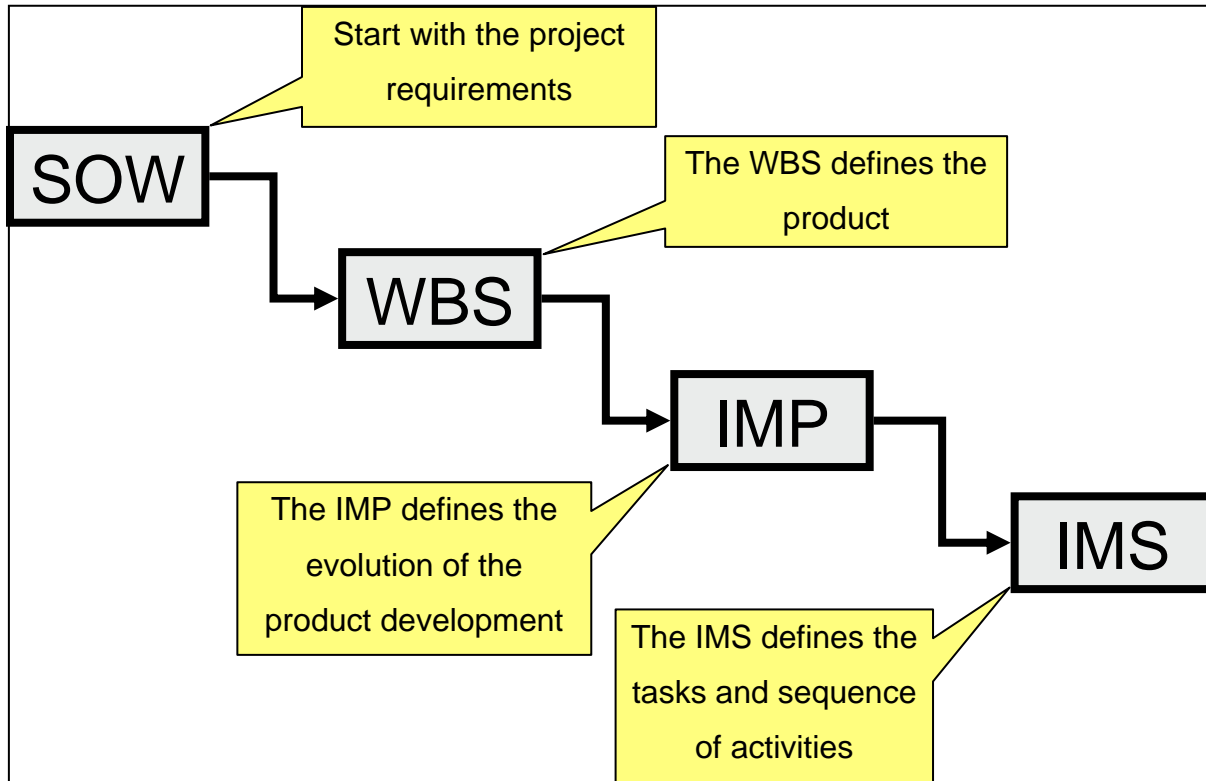 Start with the project
requirements
SOW
The WBS defines the
product
WBS
IMP
The IMP defines the
evolution of the
product development
IMS
The IMS defines the
tasks and sequence
of activities